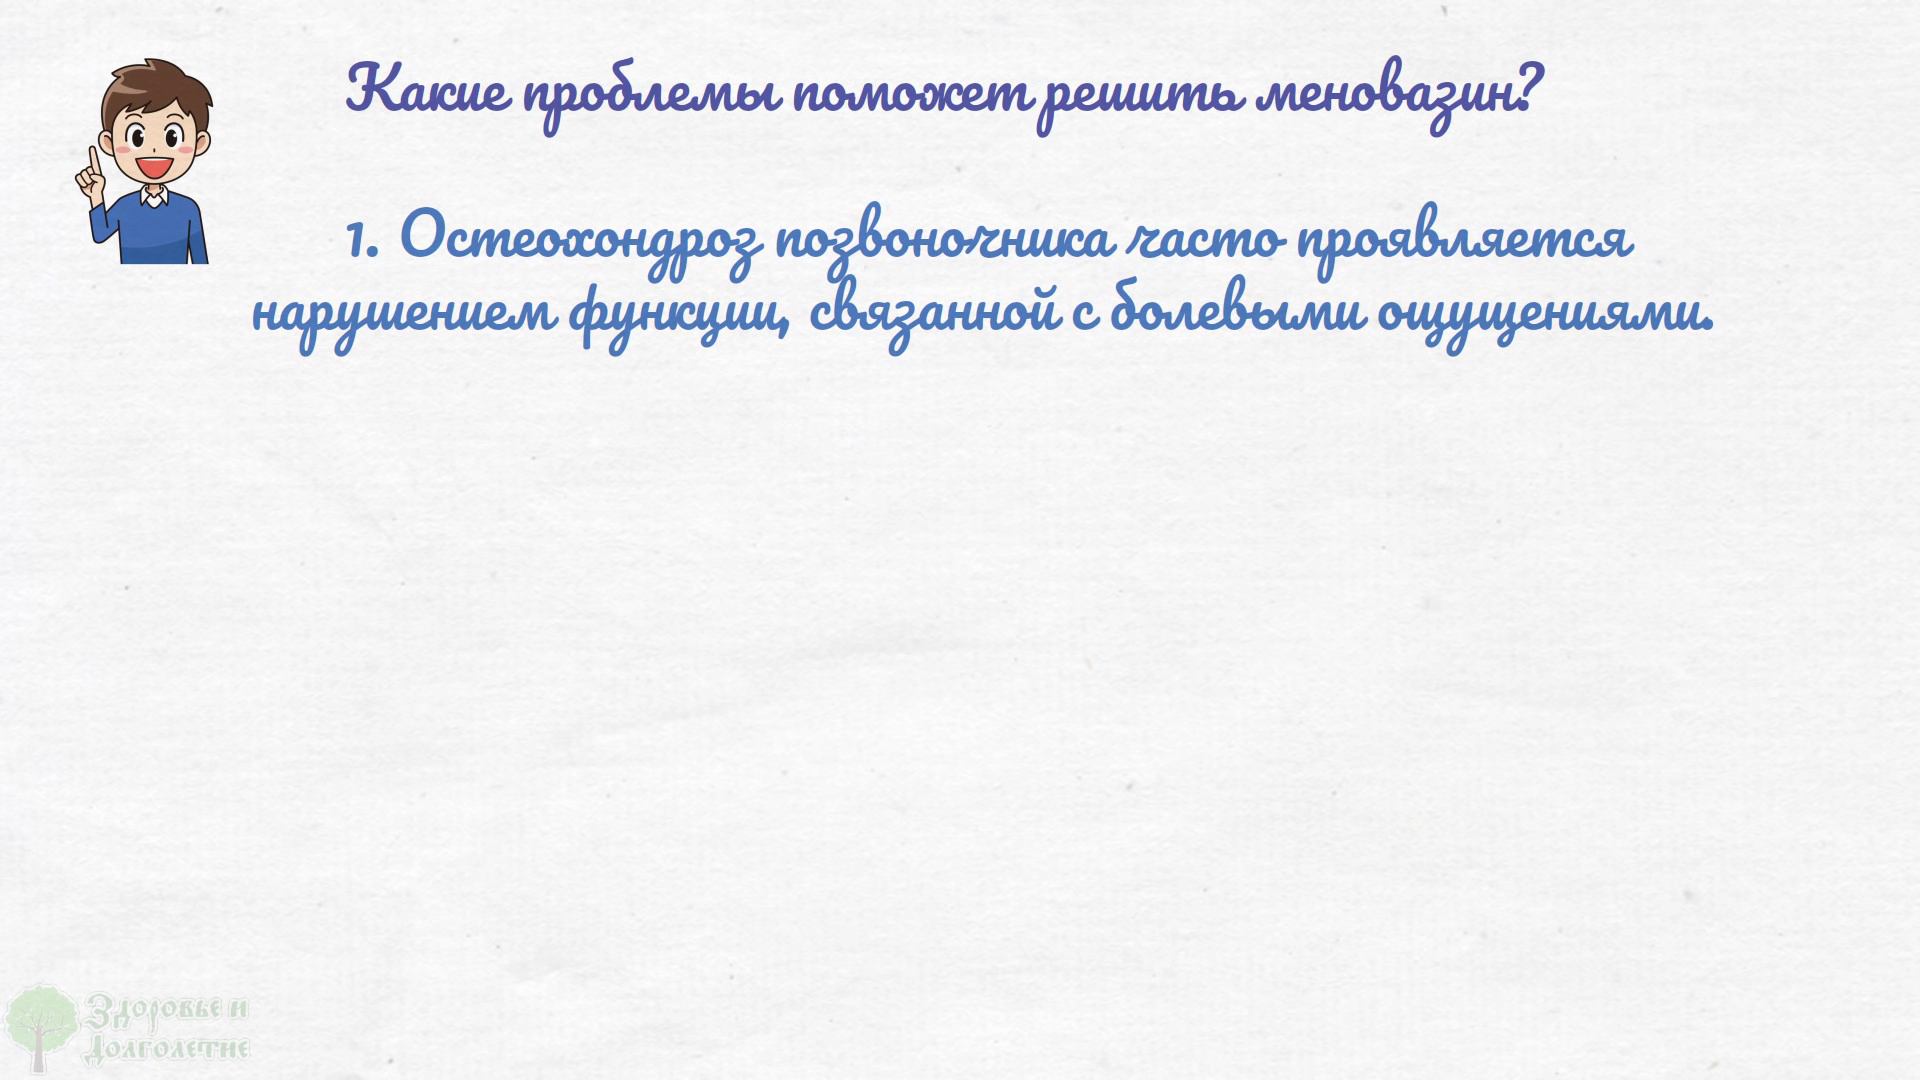 Какие проблемы поможет решить меновазин?
1. Остеохондроз позвоночника часто проявляется
нарушением функции, связанной с болевыми ощущениями.
Здоровье и
Долголетие